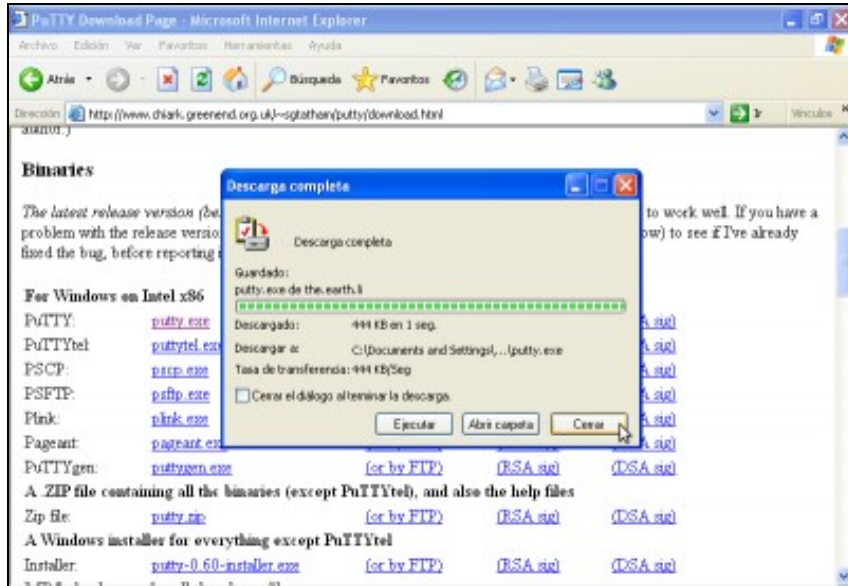 PuTTY Download Page - Microsoft Internet Explorer
Archivo Edición Ver Favoritos Herramientas Ayuda
Atrás Búsqueda Favoritos
Dirección http://www.chiark.greenend.org.uk/~sgtatham/putty/download.html Ir Vínculos
Binaries
Descarga completa
The latest release version (be to work well. If you have a
problem with the release versio ow) to see if I've already
fixed the bug, before reporting
Descarga completa
Guardado:
putty.exe de the.earth.li
For Windows on Intel x86
PuTTY: putty.exe
Descargado: 444 KB en 1 seg.
PuTTYtel: puttytel.exe
Descargar a: C:\Documents and Settings\...\putty.exe
PSCP: pscp.exe
Tasa de transferencia: 444 KB/Seg
PSFTP: psftp.exe
Cerrar el diálogo al terminar la descarga.
Plink: plink.exe
Ejecutar Abrir carpeta Cerrar
Pageant: pageant.ex
PuTTYgen: puttygen.exe (or by FTP) (RSA sig) (DSA sig)
A .ZIP file containing all the binaries (except PuTTYtel), and also the help files
Zip file: putty.zip (or by FTP) (RSA sig) (DSA sig)
A Windows installer for everything except PuTTYtel
Installer: putty-0.60-installer.exe (or by FTP) (RSA sig) (DSA sig)